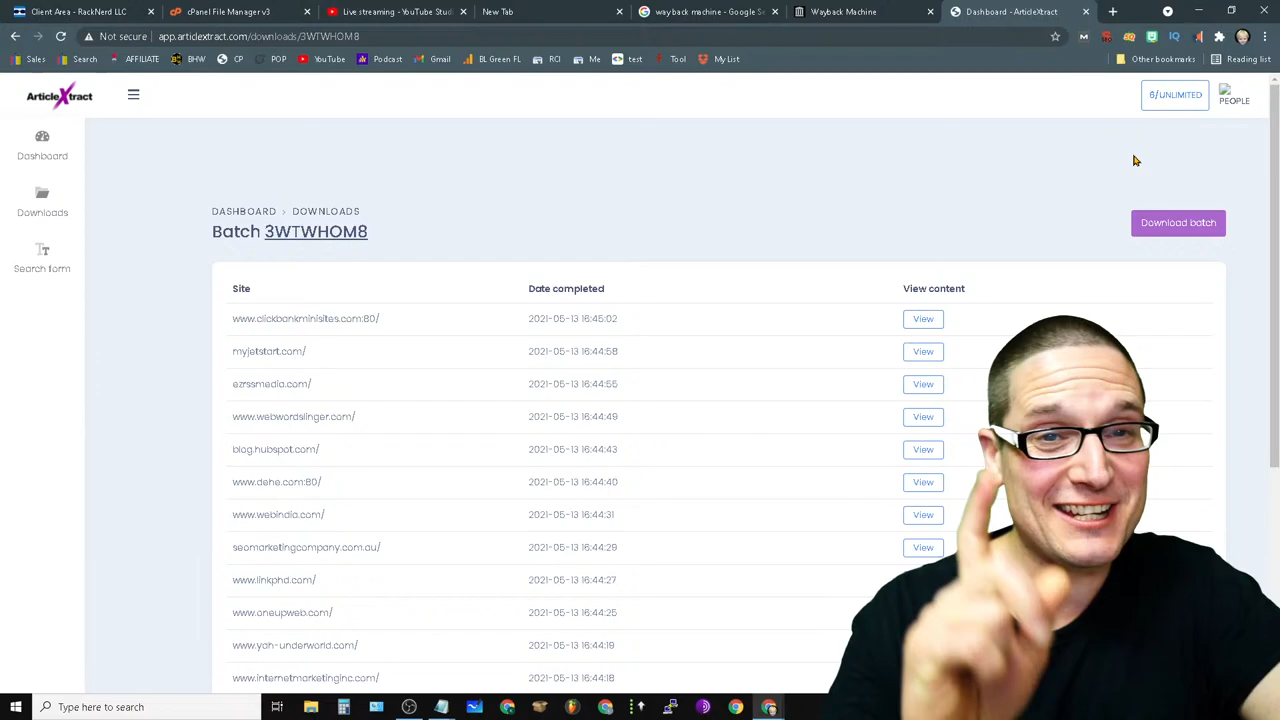 Client Area - RackNerd LLC
cPanel File Manager v3
Live streaming - YouTube Stud
New Tab
wayback machine - Google Se
Wayback Machine
Dashboard - ArticleXtract
Not secure
app.articlextract.com/downloads/3WTWHOM8
Sales
Search
AFFILIATE
BHW
CP
POP
YouTube
Podcast
Gmail
BL Green FL
RCI
Me
test
Tool
My List
Other bookmarks
Reading list
ArticleXtract
6/UNLIMITED
PEOPLE
Dashboard
Downloads
Search form
DASHBOARD > DOWNLOADS
Batch 3WTWHOM8
Download batch
Site Date completed View content
www.clickbankminisites.com:80/ 2021-05-13 16:45:02 View
myjetstart.com/ 2021-05-13 16:44:58 View
ezrssmedia.com/ 2021-05-13 16:44:55 View
www.webwordslinger.com/ 2021-05-13 16:44:49 View
blog.hubspot.com/ 2021-05-13 16:44:43 View
www.dehe.com:80/ 2021-05-13 16:44:40 View
www.webindia.com/ 2021-05-13 16:44:31 View
seomarketingcompany.com.au/ 2021-05-13 16:44:29 View
www.linkphd.com/ 2021-05-13 16:44:27
www.oneupweb.com/ 2021-05-13 16:44:25
www.yah-underworld.com/ 2021-05-13 16:44:19
www.internetmarketinginc.com/ 2021-05-13 16:44:18
Type here to search